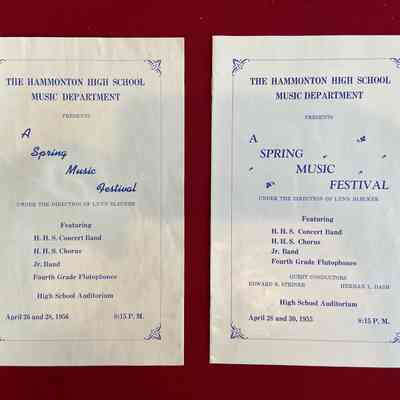 THE HAMMONTON HIGH SCHOOL
MUSIC DEPARTMENT
PRESENTS
A
Spring
Music
Festival
UNDER THE DIRECTION OF LYNN BLECKER
Featuring
H. H. S. Concert Band
H. H. S. Chorus
Jr. Band
Fourth Grade Flutophones
High School Auditorium
April 26 and 28, 1956 8:15 P. M.
THE HAMMONTON HIGH SCHOOL
MUSIC DEPARTMENT
PRESENTS
A
SPRING
MUSIC
FESTIVAL
UNDER THE DIRECTION OF LYNN BLECKER
Featuring
H. H. S. Concert Band
H. H. S. Chorus
Jr. Band
Fourth Grade Flutophones
GUEST CONDUCTORS
EDWARD B. STEINER HERMAN L. DASH
High School Auditorium
April 28 and 30, 1955 8:15 P. M.